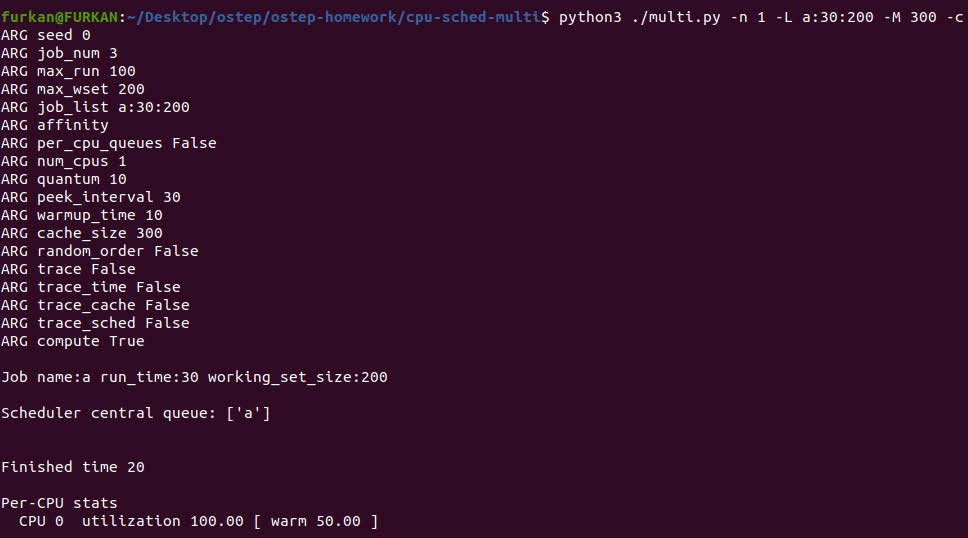 furkan@FURKAN:~/Desktop/ostep/ostep-homework/cpu-sched-multi$ python3 ./multi.py -n 1 -L a:30:200 -M 300 -c
ARG seed 0
ARG job_num 3
ARG max_run 100
ARG max_wset 200
ARG job_list a:30:200
ARG affinity
ARG per_cpu_queues False
ARG num_cpus 1
ARG quantum 10
ARG peek_interval 30
ARG warmup_time 10
ARG cache_size 300
ARG random_order False
ARG trace False
ARG trace_time False
ARG trace_cache False
ARG trace_sched False
ARG compute True
Job name:a run_time:30 working_set_size:200
Scheduler central queue: ['a']
Finished time 20
Per-CPU stats
  CPU 0  utilization 100.00 [ warm 50.00 ]